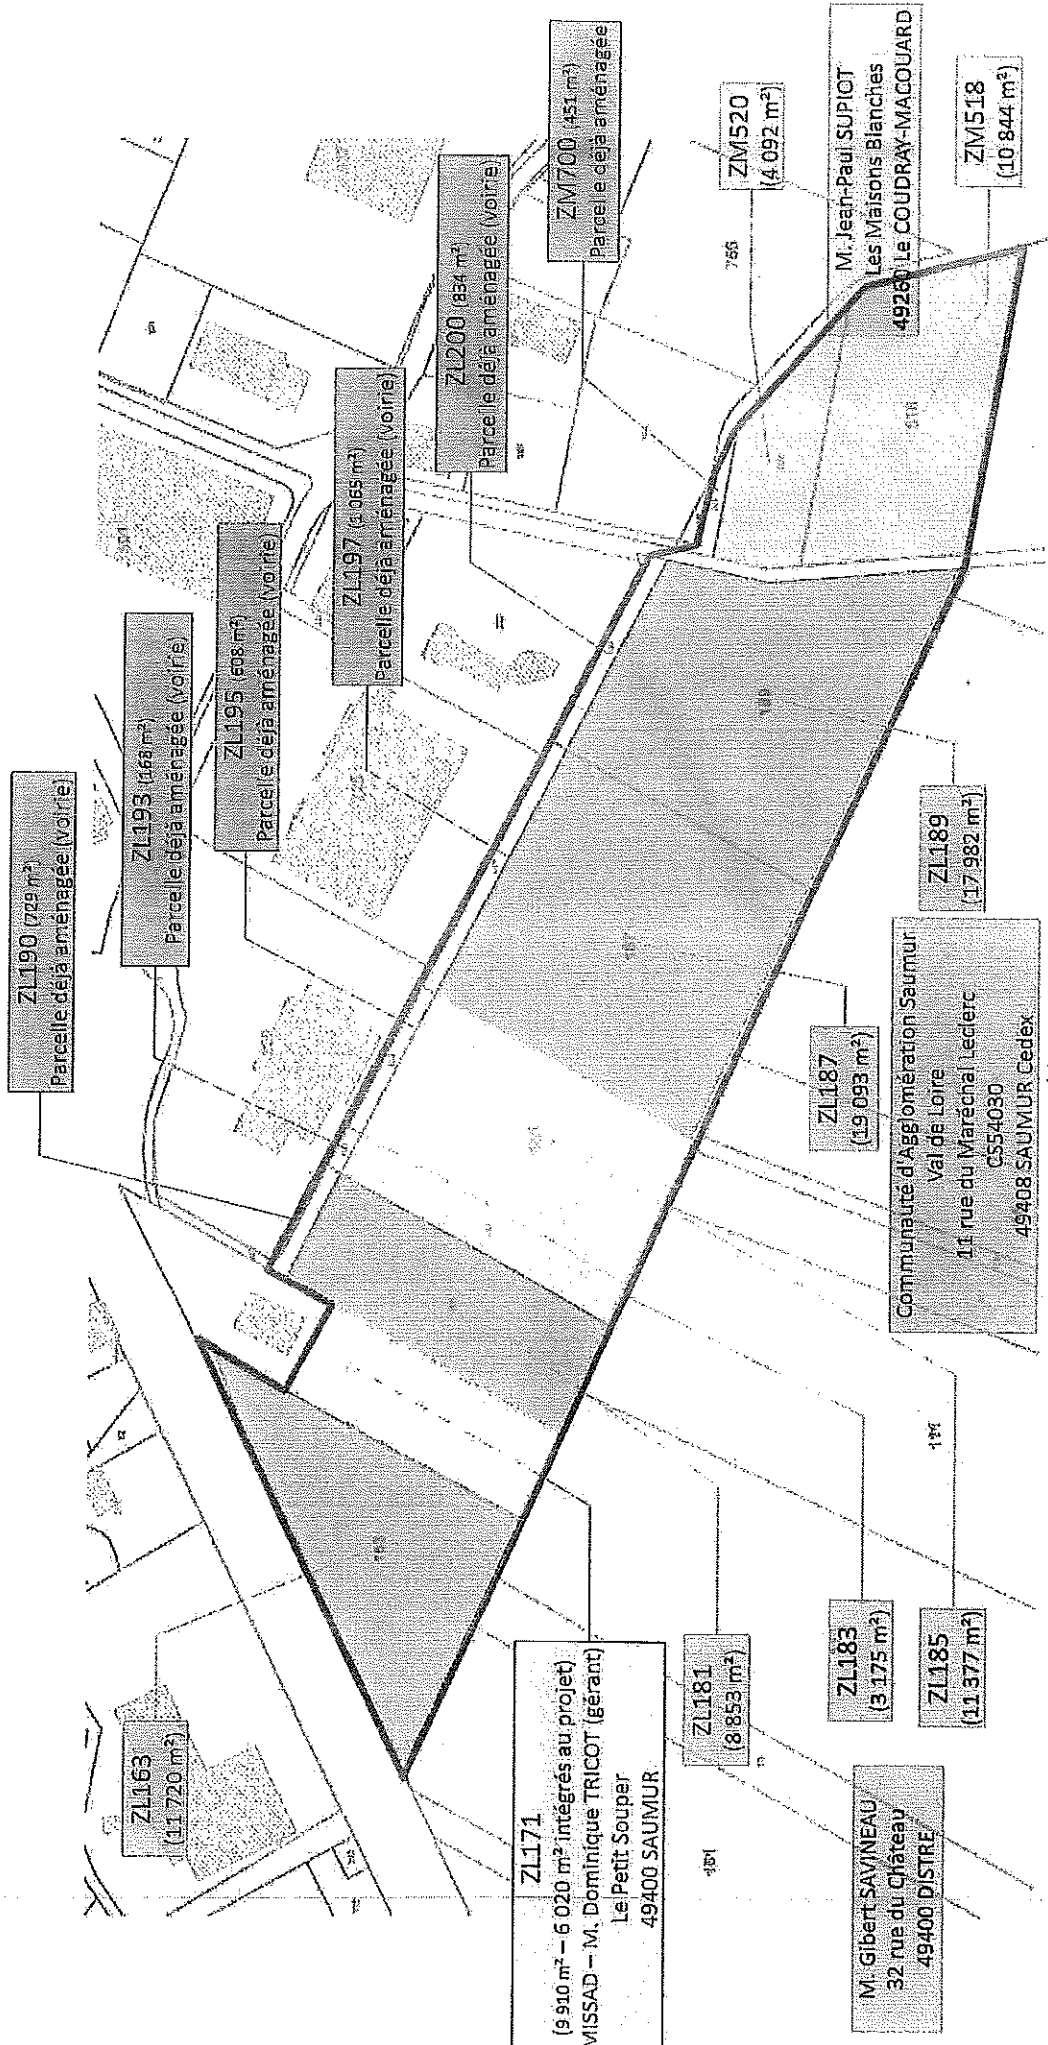 ZL190 (729 m²)
Parcelle déjà aménagée (voirie)
ZL193 (168 m²)
Parcelle déjà aménagée (voirie)
ZL195 (608 m²)
Parcelle déjà aménagée (voirie)
ZL197 (1 065 m²)
Parcelle déjà aménagée (voirie)
ZL200 (834 m²)
Parcelle déjà aménagée (voirie)
ZM700 (451 m²)
Parcelle déjà aménagée
ZM520
(4 092 m²)
M. Jean-Paul SUPIOT
Les Maisons Blanches
49260 Le COUDRAY-MACOUARD
ZM518
(10 844 m²)
ZL163
(11 720 m²)
ZL171
(9 910 m² – 6 020 m² intégrés au projet)
MISSAD – M. Dominique TRICOT (gérant)
Le Petit Souper
49400 SAUMUR
ZL181
(8 853 m²)
ZL183
(3 175 m²)
ZL185
(11 377 m²)
M. Gibert SAVINEAU
32 rue du Château
49400 DISTRE
ZL187
(19 093 m²)
ZL189
(17 982 m²)
Communauté d'Agglomération Saumur
Val de Loire
11 rue du Maréchal Leclerc
CS54030
49408 SAUMUR Cedex
163
187
189
518